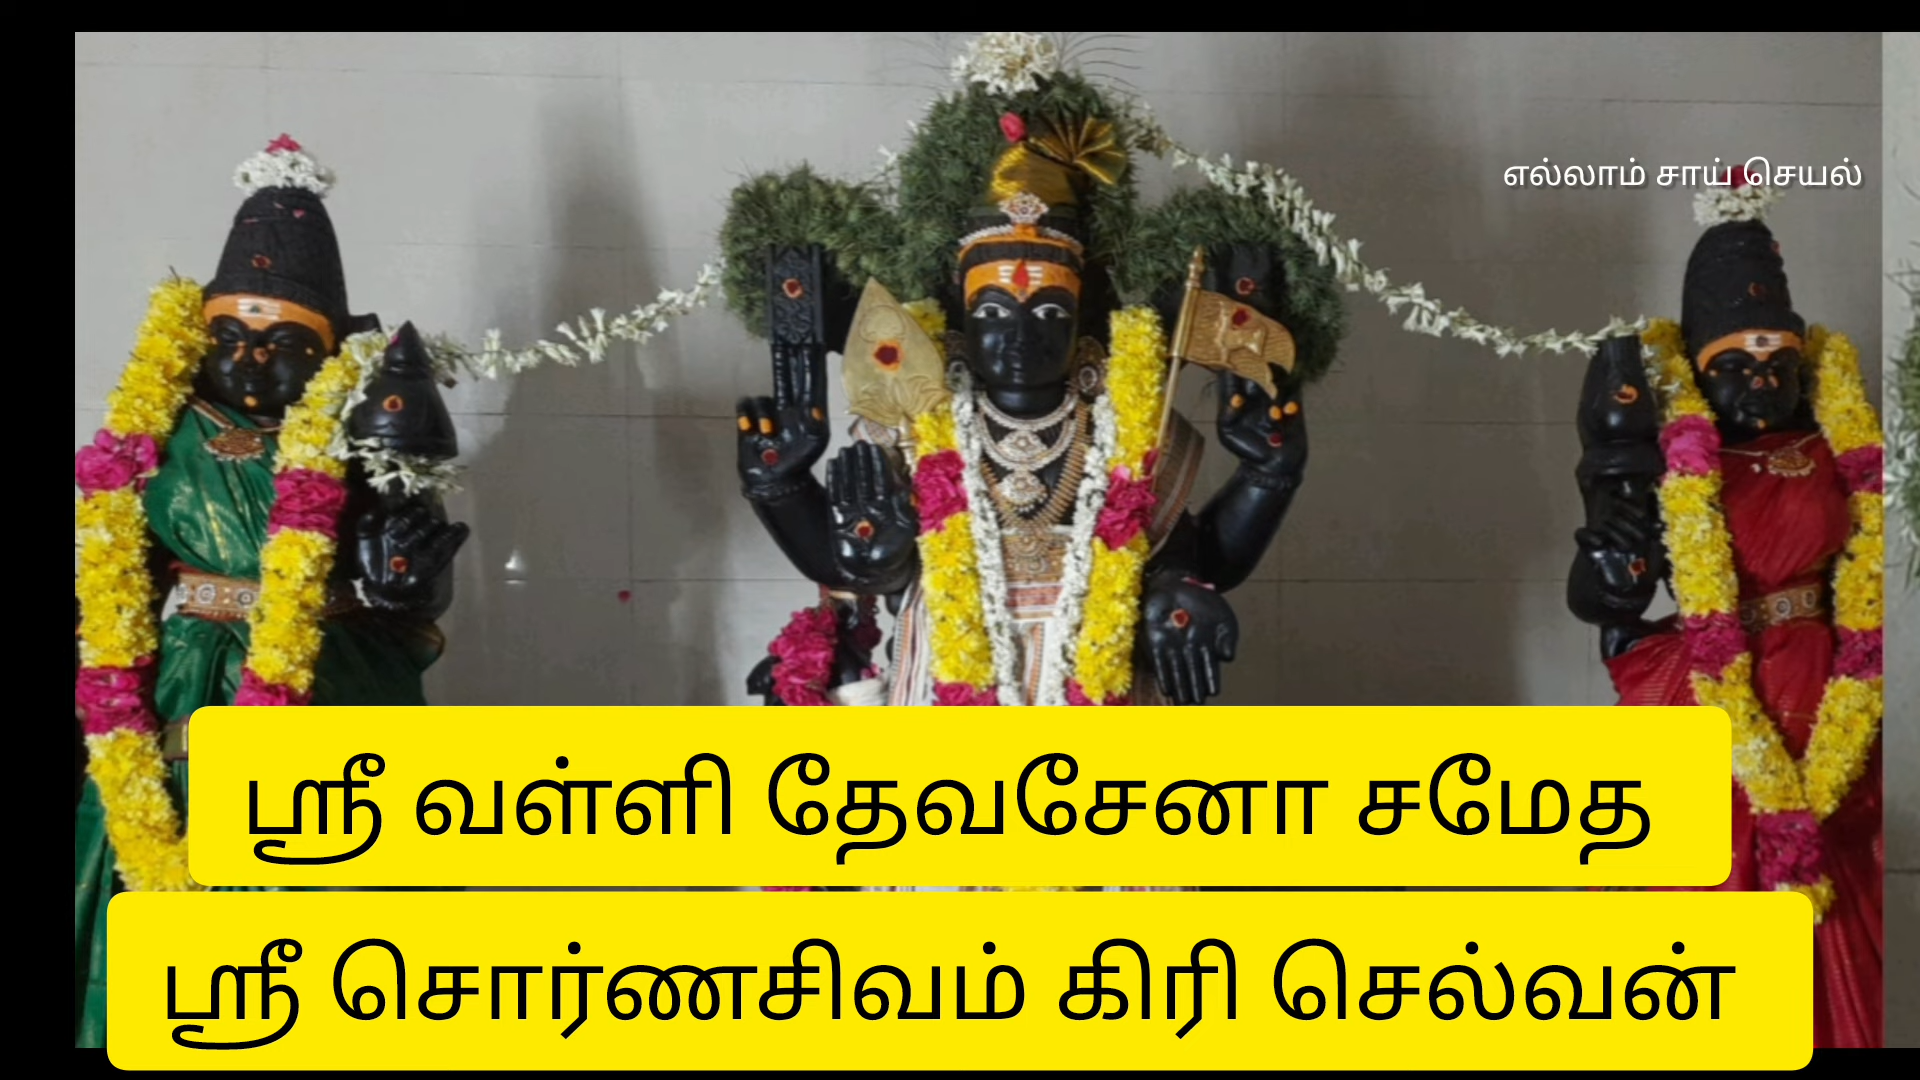 எல்லாம் சாய் செயல்
ஸ்ரீ வள்ளி தேவசேனா சமேத
ஸ்ரீ சொர்ணசிவம் கிரி செல்வன்